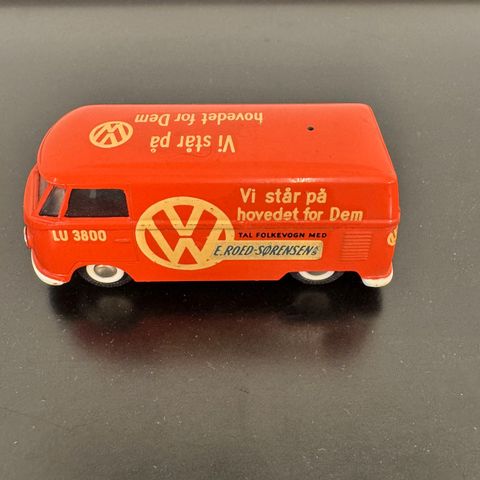 Vi står på
hovedet for Dem
VW
Vi står på
hovedet for Dem
TAL FOLKEVOGN MED
E. ROED-SØRENSEN A/S
LU 3800
VW